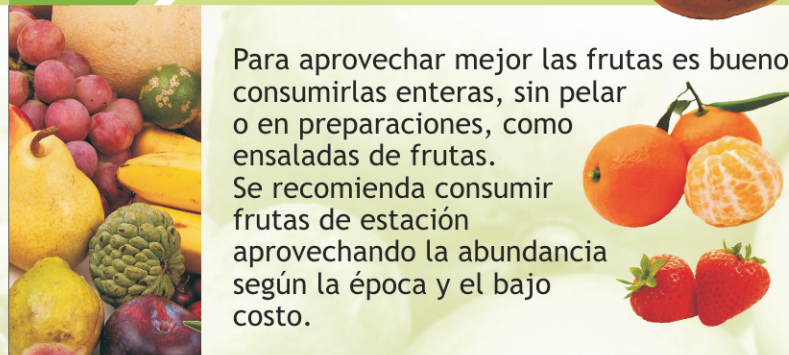 Para aprovechar mejor las frutas es bueno
consumirlas enteras, sin pelar
o en preparaciones, como
ensaladas de frutas.
Se recomienda consumir
frutas de estación
aprovechando la abundancia
según la época y el bajo
costo.